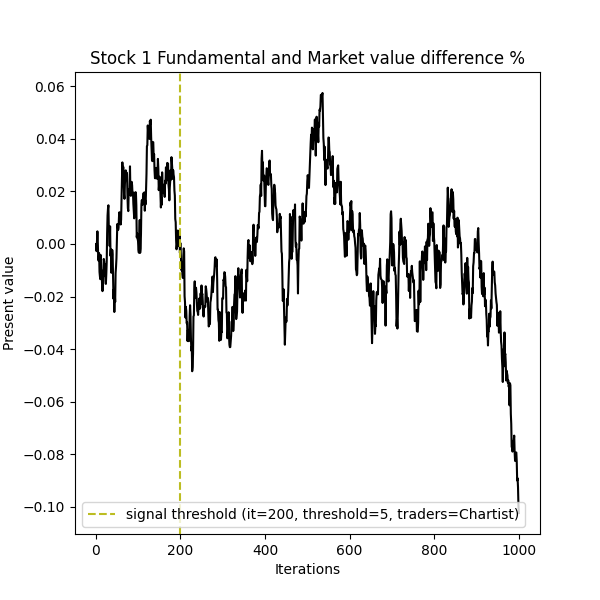 Stock 1 Fundamental and Market value difference %
0.06
0.04
0.02
0.00
−0.02
−0.04
−0.06
−0.08
−0.10
Present value
signal threshold (it=200, threshold=5, traders=Chartist)
0 200 400 600 800 1000
Iterations